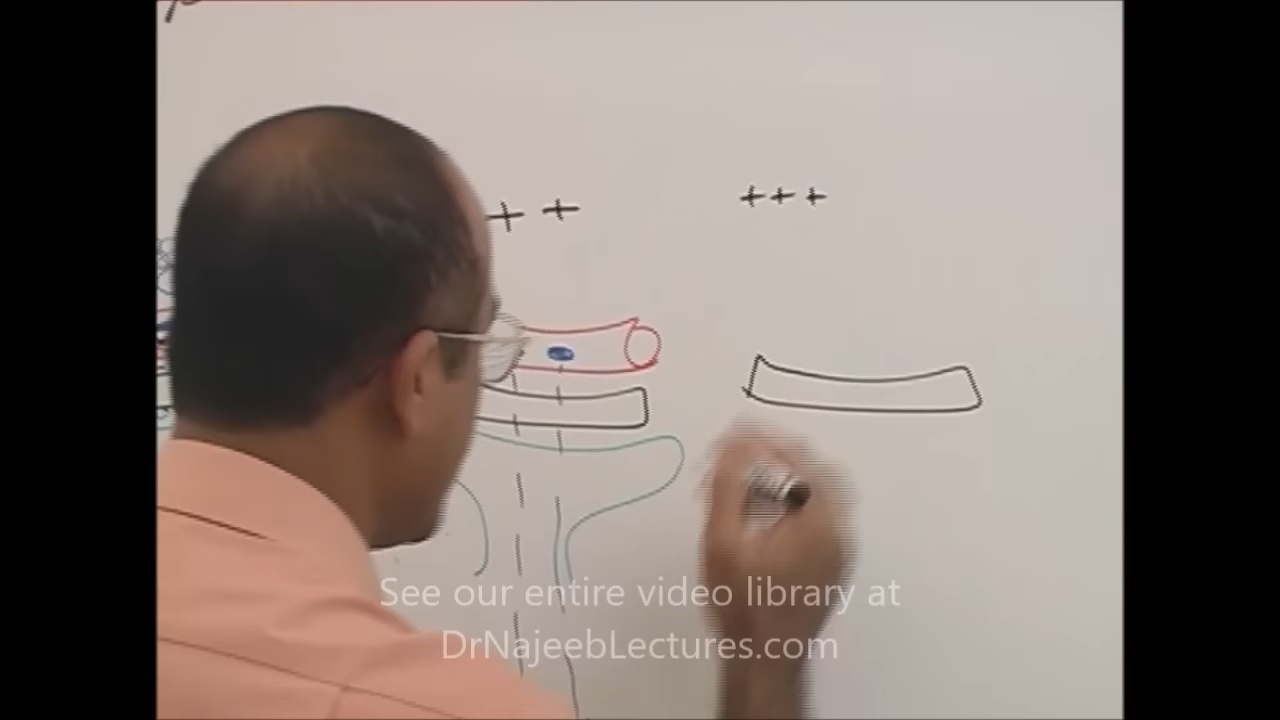 + +
+++
See our entire video library at
DrNajeebLectures.com